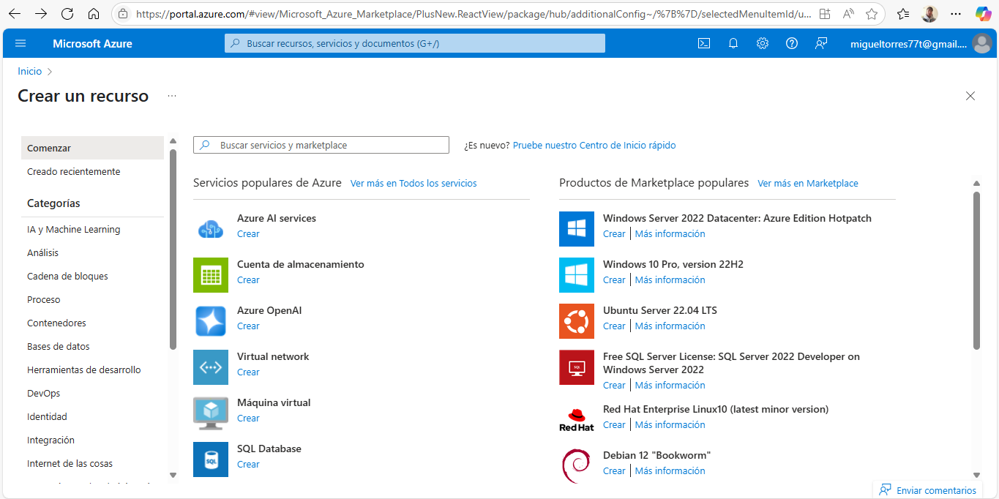 https://portal.azure.com/#view/Microsoft_Azure_Marketplace/PlusNew.ReactView/package/hub/additionalConfig~/%7B%7D/selectedMenuItemId/u...
Microsoft Azure
Buscar recursos, servicios y documentos (G+/)
migueltorres77t@gmail....
Inicio >
Crear un recurso ...
Comenzar
Creado recientemente
Categorías
IA y Machine Learning
Análisis
Cadena de bloques
Proceso
Contenedores
Bases de datos
Herramientas de desarrollo
DevOps
Identidad
Integración
Internet de las cosas
Buscar servicios y marketplace
¿Es nuevo? Pruebe nuestro Centro de Inicio rápido
Servicios populares de Azure Ver más en Todos los servicios
Azure AI services
Crear
Cuenta de almacenamiento
Crear
Azure OpenAI
Crear
Virtual network
Crear
Máquina virtual
Crear
SQL
SQL Database
Crear
Productos de Marketplace populares Ver más en Marketplace
Windows Server 2022 Datacenter: Azure Edition Hotpatch
Crear | Más información
Windows 10 Pro, version 22H2
Crear | Más información
Ubuntu Server 22.04 LTS
Crear | Más información
SQL
Free SQL Server License: SQL Server 2022 Developer on
Windows Server 2022
Crear | Más información
Red Hat
Red Hat Enterprise Linux10 (latest minor version)
Crear | Más información
Debian 12 "Bookworm"
Crear | Más información
Enviar comentarios